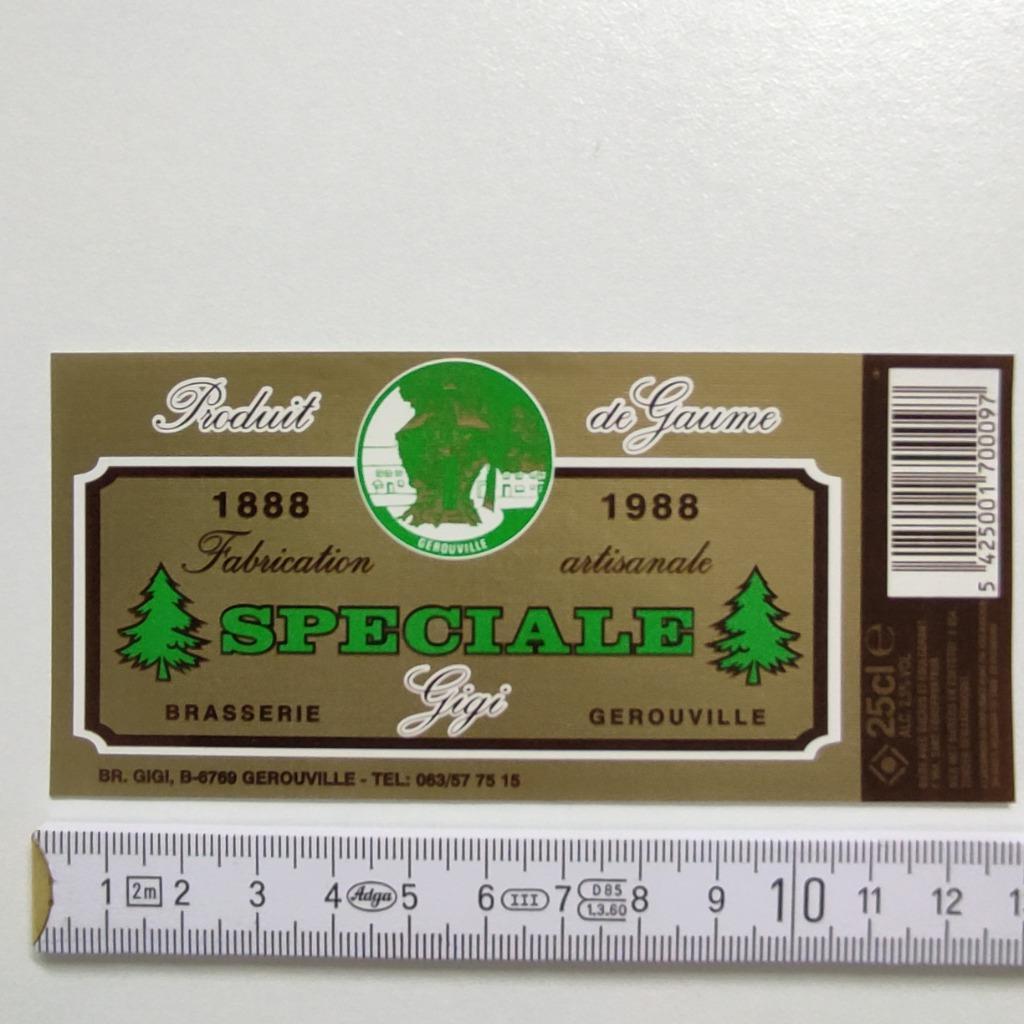 Produit de Gaume
GEROUVILLE
1888 1988
Fabrication artisanale
SPECIALE
Gigi
BRASSERIE GEROUVILLE
BR. GIGI, B-6769 GEROUVILLE - TEL: 063/57 75 15
5 425001 700097
25cl e
1 2m 2 3 4 Adga 5 6 III 7 D85 1.3.60 8 9 10 11 12